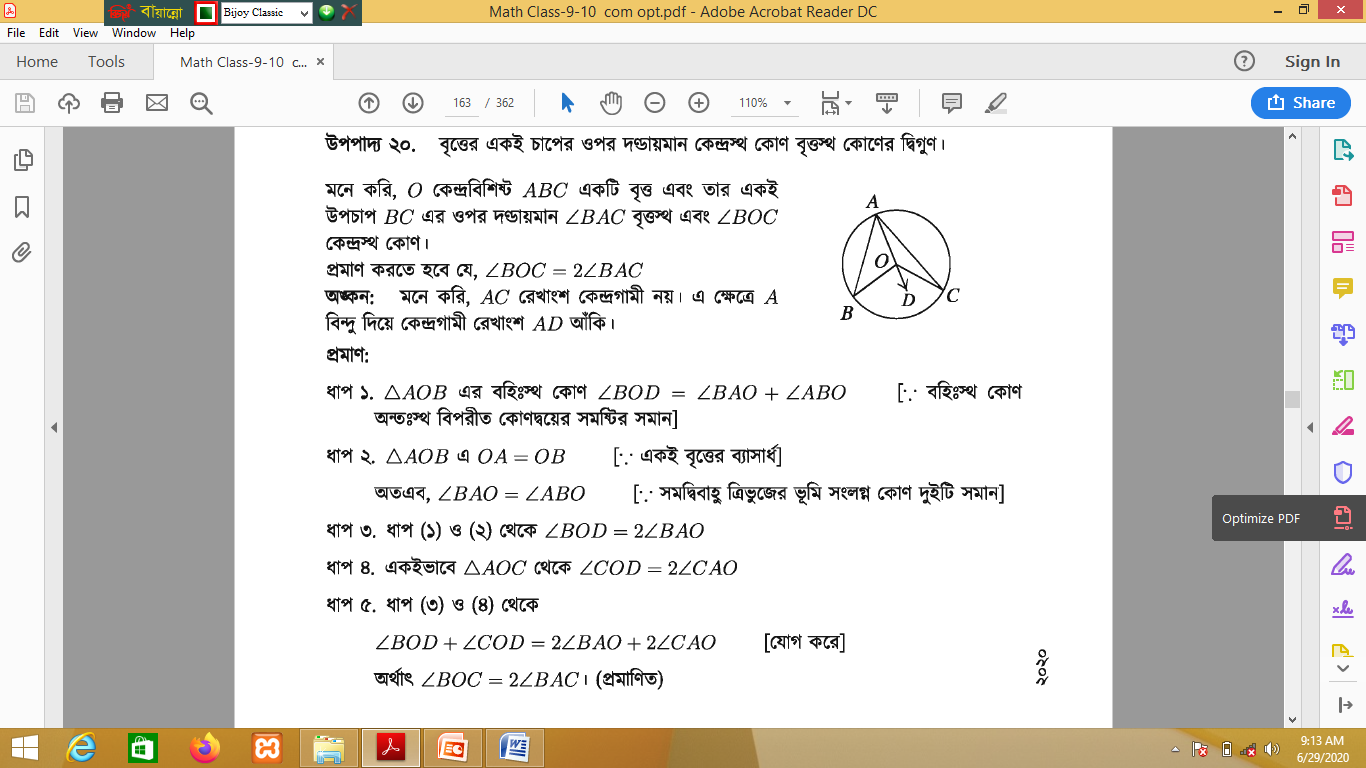 বায়ান্নো
Bijoy Classic
Math Class-9-10 com opt.pdf - Adobe Acrobat Reader DC
File Edit View Window Help
Home Tools Math Class-9-10 c... × Sign In
163 / 362 110% Share
উপপাদ্য ২০. বৃত্তের একই চাপের ওপর দণ্ডায়মান কেন্দ্রস্থ কোণ বৃত্তস্থ কোণের দ্বিগুণ।
মনে করি, O কেন্দ্রবিশিষ্ট ABC একটি বৃত্ত এবং তার একই
উপচাপ BC এর ওপর দণ্ডায়মান ∠BAC বৃত্তস্থ এবং ∠BOC
কেন্দ্রস্থ কোণ।
প্রমাণ করতে হবে যে, ∠BOC = 2∠BAC
অঙ্কন: মনে করি, AC রেখাংশ কেন্দ্রগামী নয়। এ ক্ষেত্রে A
বিন্দু দিয়ে কেন্দ্রগামী রেখাংশ AD আঁকি।
A
O
B
D
C
প্রমাণ:
ধাপ ১. △AOB এর বহিঃস্থ কোণ ∠BOD = ∠BAO + ∠ABO [∵ বহিঃস্থ কোণ
অন্তঃস্থ বিপরীত কোণদ্বয়ের সমষ্টির সমান]
ধাপ ২. △AOB এ OA = OB [∵ একই বৃত্তের ব্যাসার্ধ]
অতএব, ∠BAO = ∠ABO [∵ সমদ্বিবাহু ত্রিভুজের ভূমি সংলগ্ন কোণ দুইটি সমান]
ধাপ ৩. ধাপ (১) ও (২) থেকে ∠BOD = 2∠BAO
ধাপ ৪. একইভাবে △AOC থেকে ∠COD = 2∠CAO
ধাপ ৫. ধাপ (৩) ও (৪) থেকে
∠BOD + ∠COD = 2∠BAO + 2∠CAO [যোগ করে]
অর্থাৎ ∠BOC = 2∠BAC। (প্রমাণিত)
২০২০
Optimize PDF
9:13 AM
6/29/2020